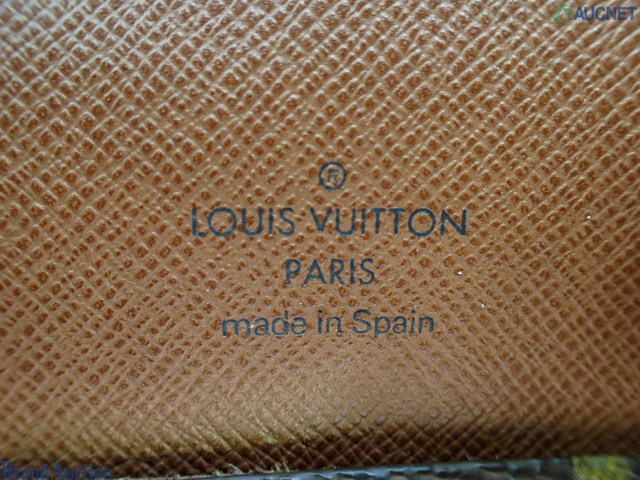 AUCNET
®
LOUIS VUITTON
PARIS
made in Spain
Brand Auction